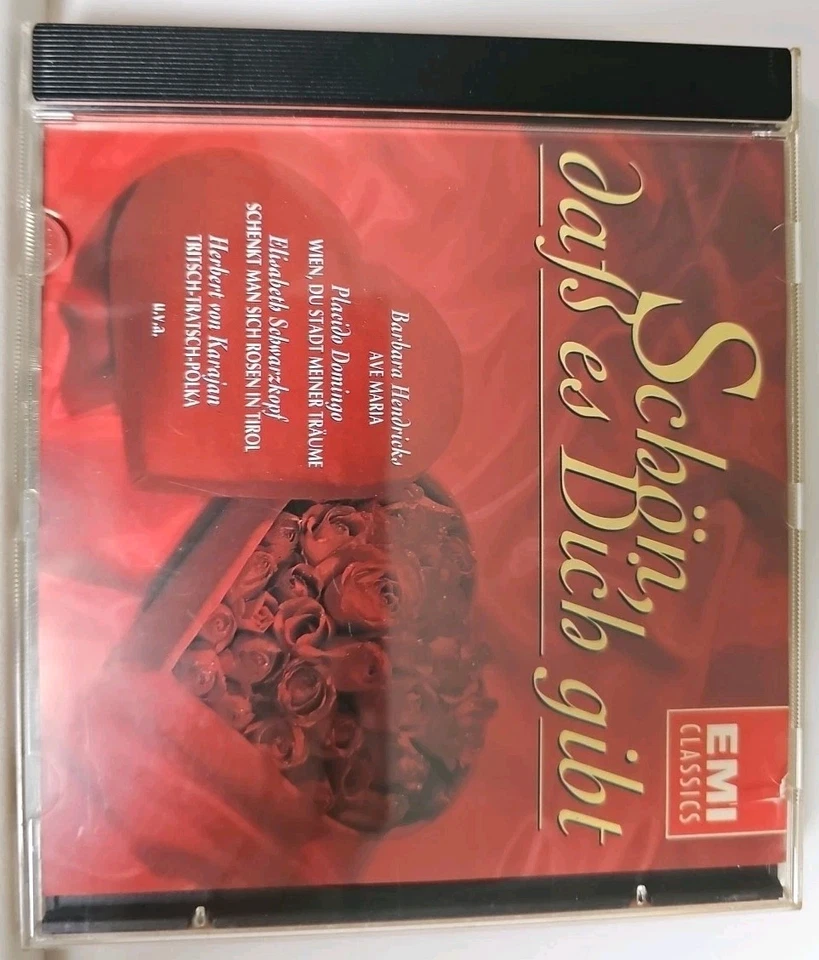 Schön,
daß es Dich gibt
EMI
CLASSICS
Barbara Hendricks
AVE MARIA
Placido Domingo
WIEN, DU STADT MEINER TRÄUME
Elisabeth Schwarzkopf
SCHENKT MAN SICH ROSEN IN TIROL
Herbert von Karajan
TRITSCH-TRATSCH-POLKA
u.v.a.